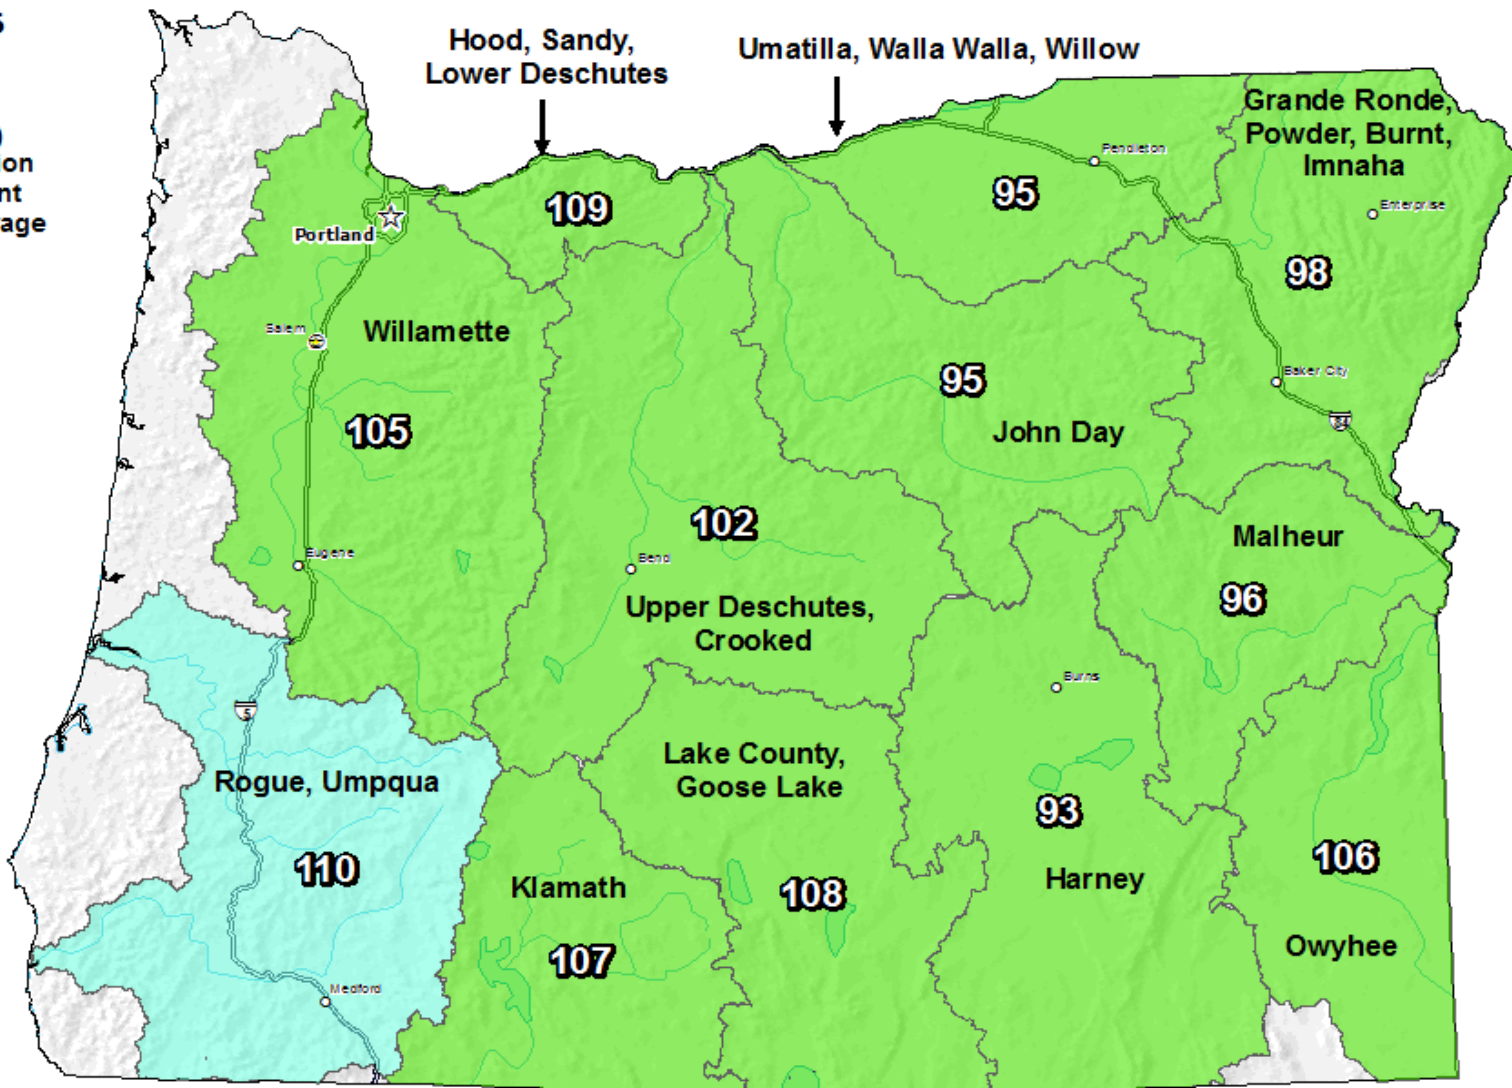 Hood, Sandy,
Lower Deschutes
Umatilla, Walla Walla, Willow
Grande Ronde,
Powder, Burnt,
Imnaha
Pendleton
Enterprise
95
109
Portland
98
Salem
Willamette
Baker City
95
84
105
John Day
102
Malheur
Eugene
Bend
96
Upper Deschutes,
Crooked
Burns
5
Lake County,
Goose Lake
Rogue, Umpqua
93
106
110
Klamath
108
Harney
Owyhee
107
Medford